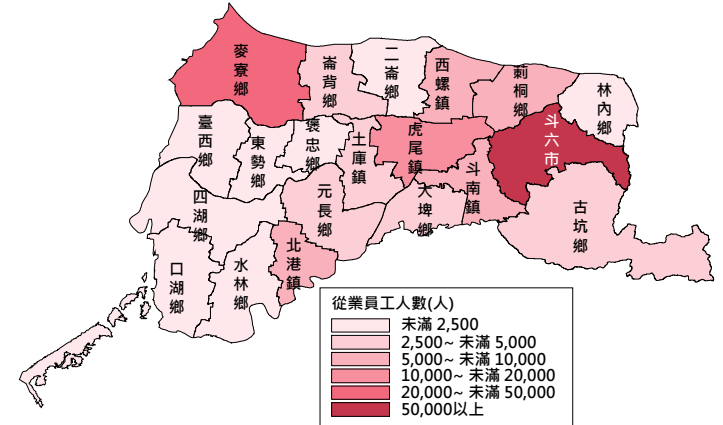 麥寮鄉
崙背鄉
二崙鄉
西螺鎮
莿桐鄉
林內鄉
臺西鄉
東勢鄉
褒忠鄉
土庫鎮
虎尾鎮
斗六市
四湖鄉
元長鄉
大埤鄉
斗南鎮
古坑鄉
口湖鄉
水林鄉
北港鎮
從業員工人數(人)
未滿 2,500
2,500~ 未滿 5,000
5,000~ 未滿 10,000
10,000~ 未滿 20,000
20,000~ 未滿 50,000
50,000以上